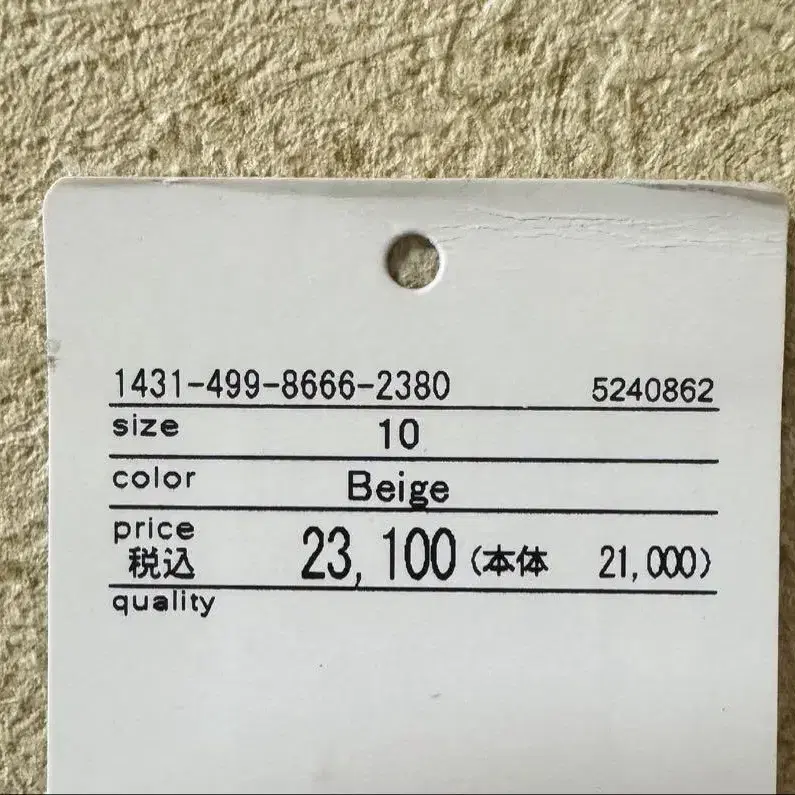 1431-499-8666-2380 5240862
size 10
color Beige
price
税込 23,100 (本体 21,000)
quality